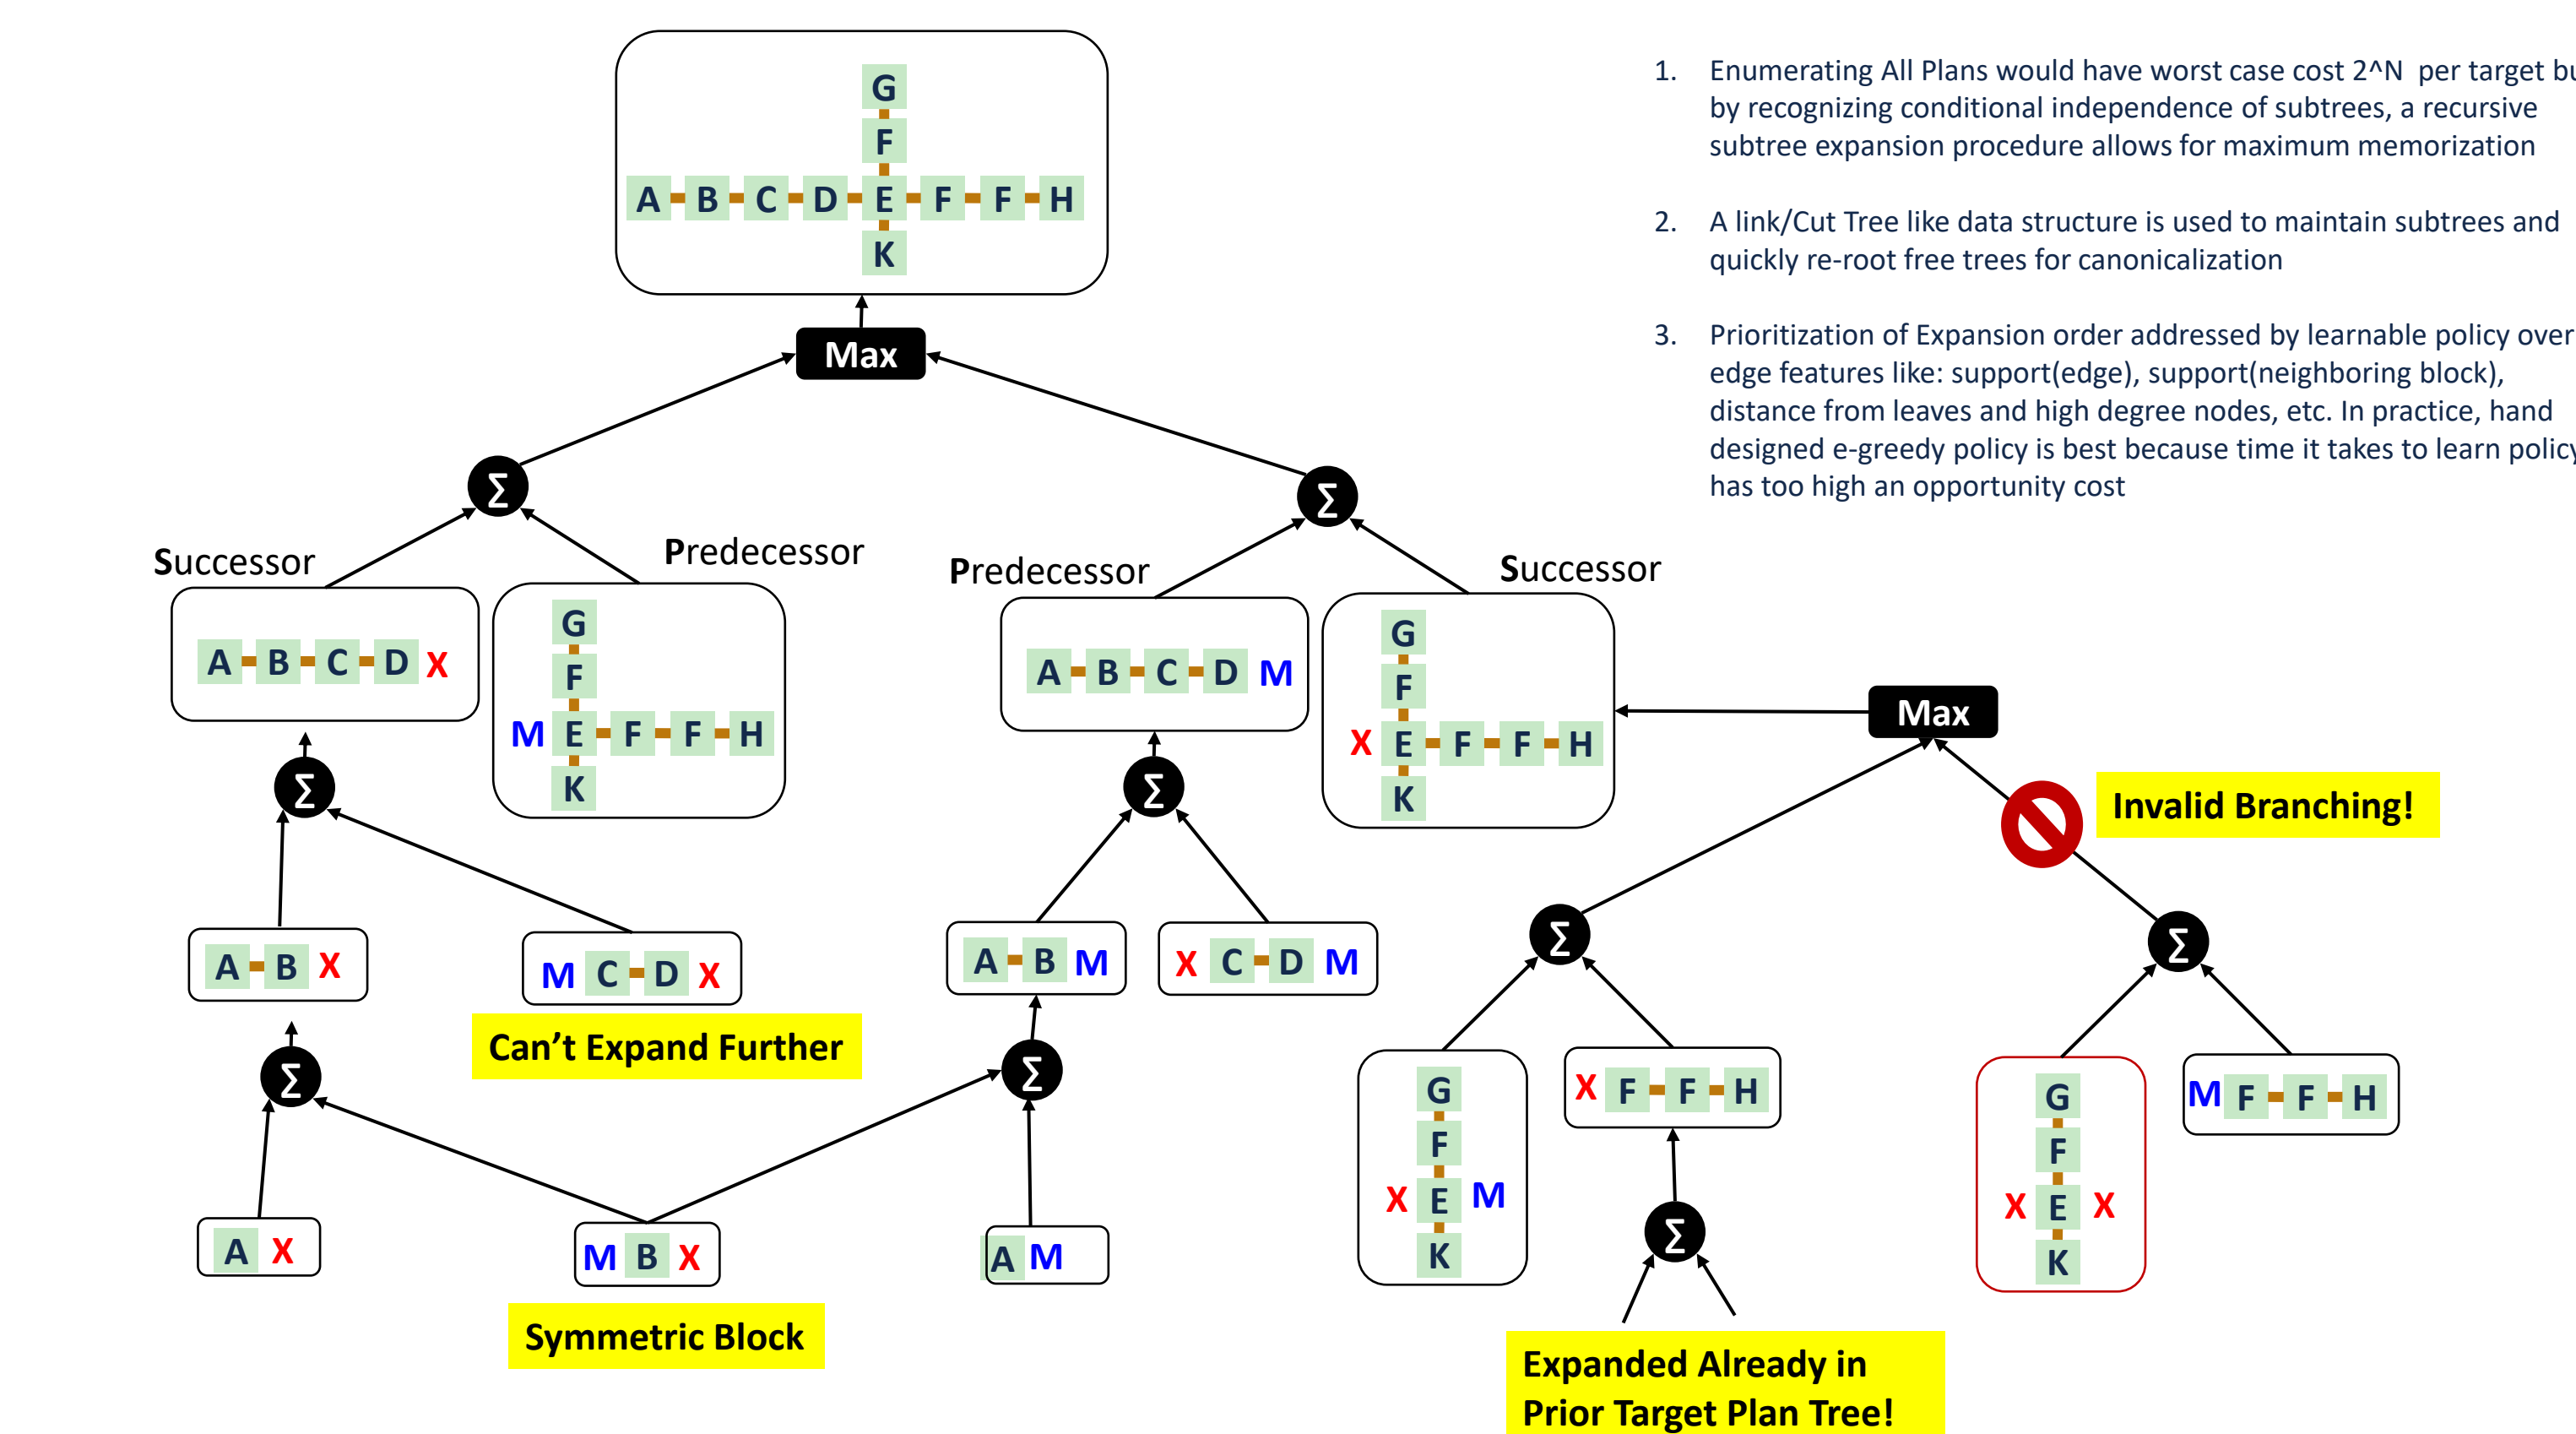 G
F
A B C D E F F H
K
1. Enumerating All Plans would have worst case cost 2^N per target bu
by recognizing conditional independence of subtrees, a recursive
subtree expansion procedure allows for maximum memorization
2. A link/Cut Tree like data structure is used to maintain subtrees and
quickly re-root free trees for canonicalization
3. Prioritization of Expansion order addressed by learnable policy over
edge features like: support(edge), support(neighboring block),
distance from leaves and high degree nodes, etc. In practice, hand
designed e-greedy policy is best because time it takes to learn policy
has too high an opportunity cost
Max
Σ
Σ
Successor
Predecessor
Predecessor
Successor
A B C D X
G
F
M E F F H
K
A B C D M
G
F
X E F F H
K
Max
Invalid Branching!
Σ
Σ
Σ
Σ
A B X
M C D X
Can't Expand Further
A B M
X C D M
Σ
Σ
G
F
X E M
K
X F F H
G
F
X E X
K
M F F H
Σ
A X
M B X
A M
Symmetric Block
Expanded Already in
Prior Target Plan Tree!